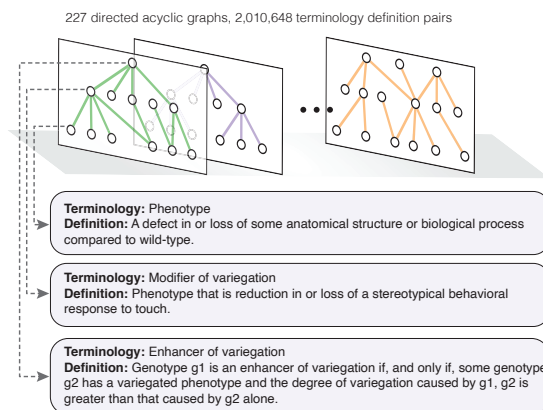 227 directed acyclic graphs, 2,010,648 terminology definition pairs
Terminology: Phenotype
Definition: A defect in or loss of some anatomical structure or biological process
compared to wild-type.
Terminology: Modifier of variegation
Definition: Phenotype that is reduction in or loss of a stereotypical behavioral
response to touch.
Terminology: Enhancer of variegation
Definition: Genotype g1 is an enhancer of variegation if, and only if, some genotype
g2 has a variegated phenotype and the degree of variegation caused by g1, g2 is
greater than that caused by g2 alone.